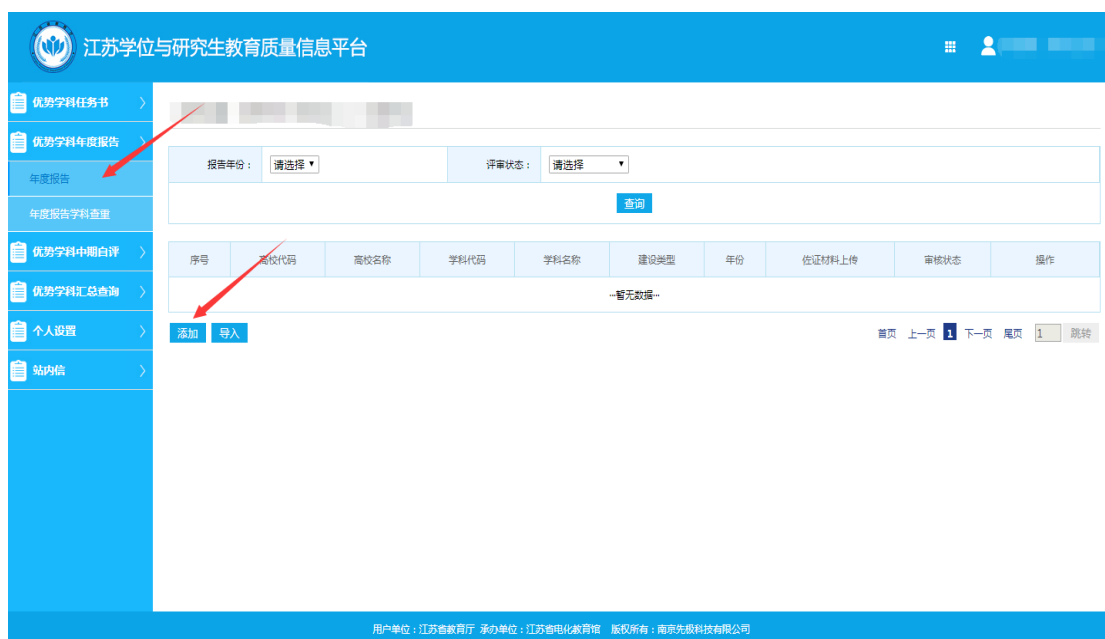 江苏学位与研究生教育质量信息平台
优势学科任务书
优势学科年度报告
年度报告
年度报告学科查重
优势学科中期自评
优势学科汇总查询
个人设置
站内信
报告年份： 请选择 评审状态： 请选择
查询
序号 高校代码 高校名称 学科代码 学科名称 建设类型 年份 佐证材料上传 审核状态 操作
···暂无数据···
添加 导入 首页 上一页 1 下一页 尾页 1 跳转
用户单位：江苏省教育厅 承办单位：江苏省电化教育馆 版权所有：南京先极科技有限公司